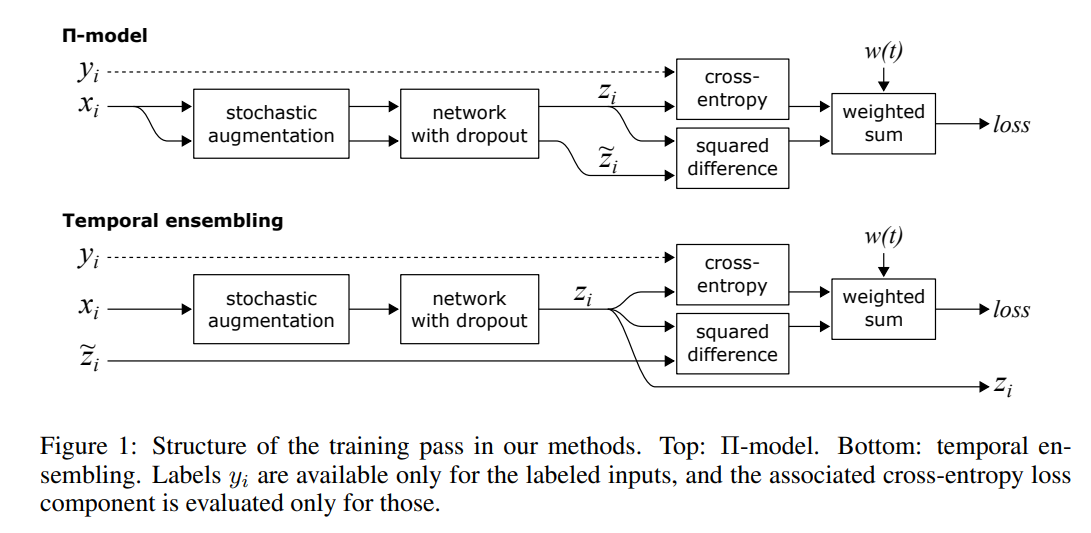 Π-model
y_i
x_i
stochastic
augmentation
network
with dropout
z_i
z̃_i
cross-
entropy
squared
difference
w(t)
weighted
sum
loss
Temporal ensembling
y_i
x_i
z̃_i
stochastic
augmentation
network
with dropout
z_i
cross-
entropy
squared
difference
w(t)
weighted
sum
loss
z_i
Figure 1: Structure of the training pass in our methods. Top: Π-model. Bottom: temporal en-
sembling. Labels y_i are available only for the labeled inputs, and the associated cross-entropy loss
component is evaluated only for those.